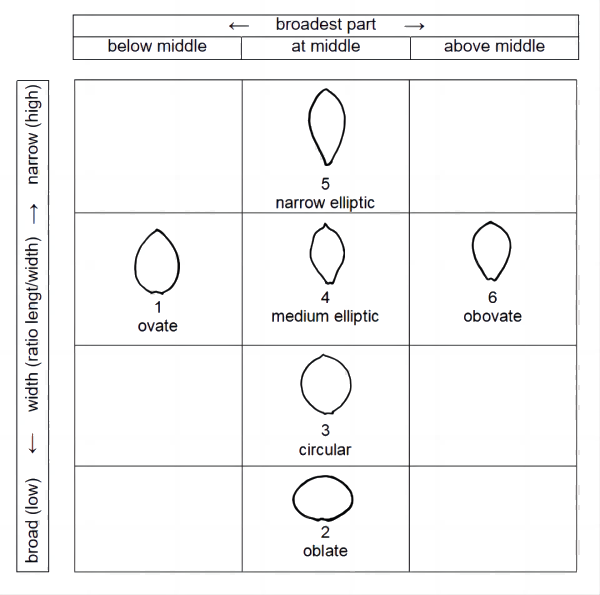 ← broadest part →
below middle at middle above middle
broad (low) ← width (ratio lengt/width) → narrow (high)
5
narrow elliptic
1
ovate
4
medium elliptic
6
obovate
3
circular
2
oblate